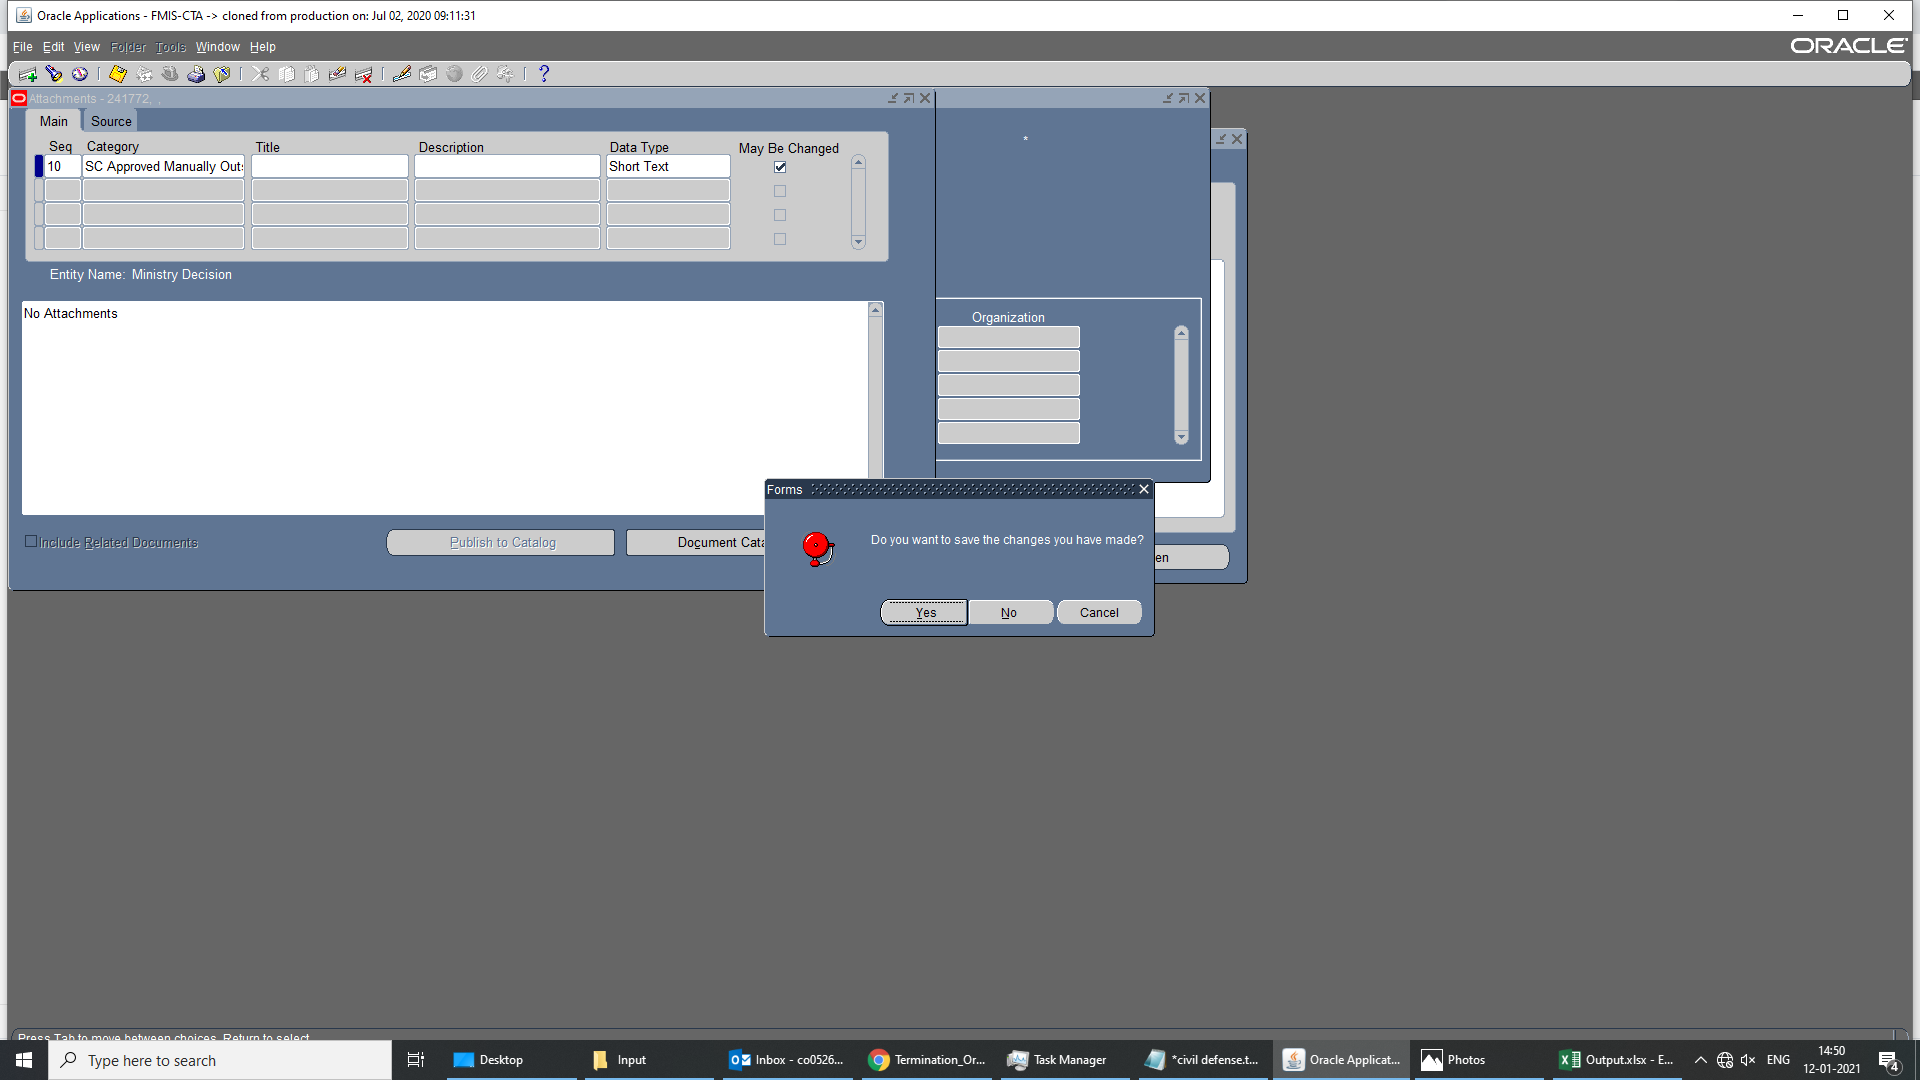 Oracle Applications - FMIS-CTA -> cloned from production on: Jul 02, 2020 09:11:31
File Edit View Folder Tools Window Help
ORACLE
Attachments - 241772, ,
Main Source
Seq Category Title Description Data Type May Be Changed
10 SC Approved Manually Out Short Text
Entity Name: Ministry Decision
No Attachments
*
Organization
Include Related Documents
Publish to Catalog
Document Cata
en
Forms
Do you want to save the changes you have made?
Yes No Cancel
Press Tab to move between choices, Return to select.
Type here to search
Desktop
Input
Inbox - co0526...
Termination_Or...
Task Manager
*civil defense.t...
Oracle Applicat...
Photos
Output.xlsx - E...
ENG
14:50
12-01-2021
4